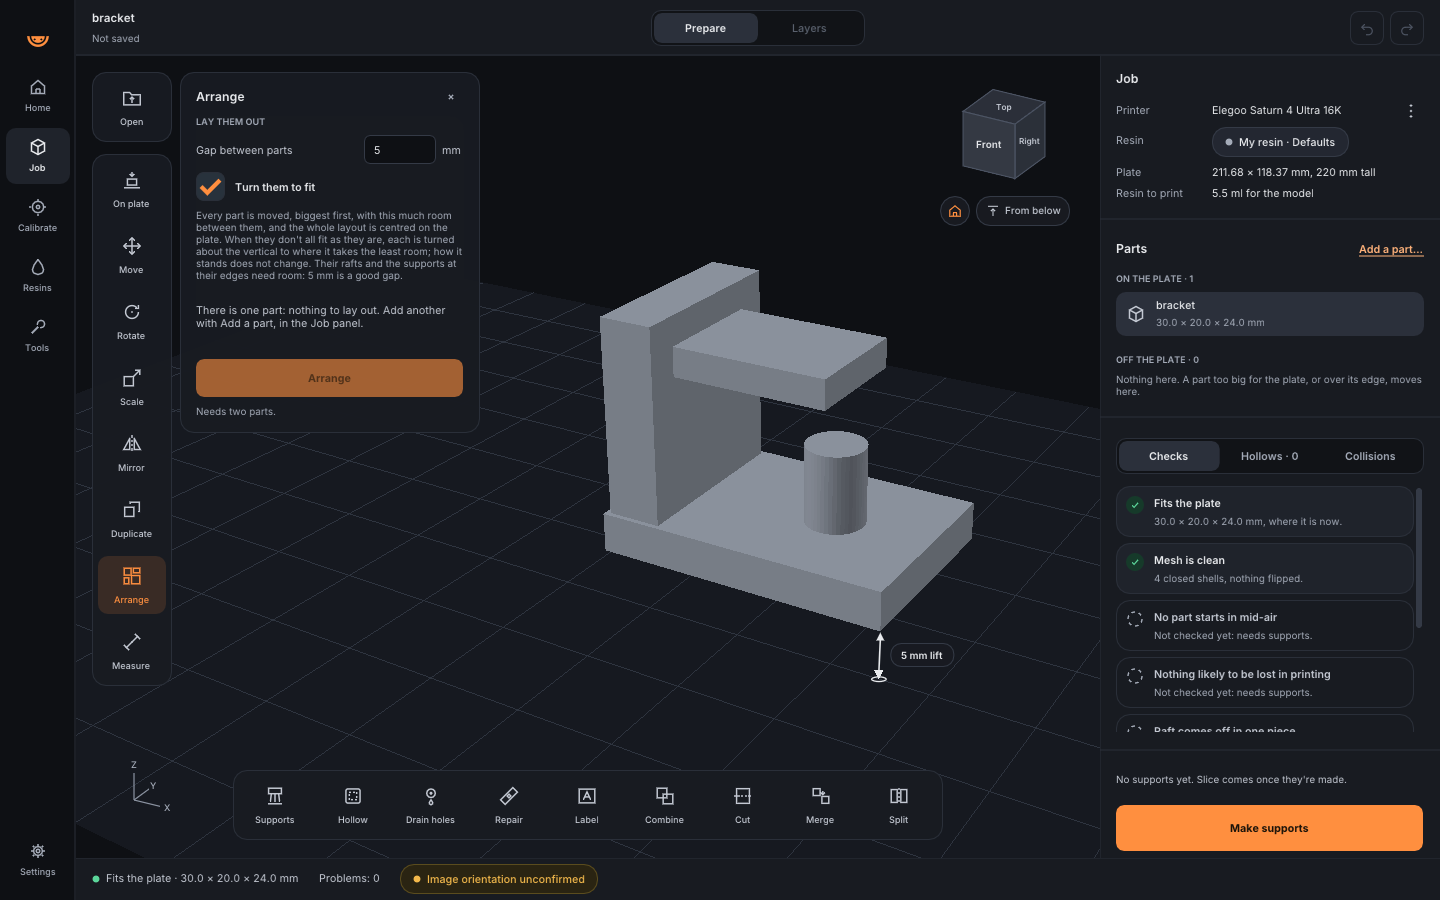 bracket
Not saved
Prepare
Layers
Home
Job
Calibrate
Resins
Tools
Settings
Open
On plate
Move
Rotate
Scale
Mirror
Duplicate
Arrange
Measure
Arrange
×
LAY THEM OUT
Gap between parts
5
mm
Turn them to fit
Every part is moved, biggest first, with this much room
between them, and the whole layout is centred on the
plate. When they don't all fit as they are, each is turned
about the vertical to where it takes the least room; how it
stands does not change. Their rafts and the supports at
their edges need room: 5 mm is a good gap.
There is one part: nothing to lay out. Add another
with Add a part, in the Job panel.
Arrange
Needs two parts.
Top
Front
Right
From below
5 mm lift
Z
Y
X
Supports
Hollow
Drain holes
Repair
Label
Combine
Cut
Merge
Split
Job
Printer
Elegoo Saturn 4 Ultra 16K
Resin
My resin · Defaults
Plate
211.68 × 118.37 mm, 220 mm tall
Resin to print
5.5 ml for the model
Parts
Add a part...
ON THE PLATE · 1
bracket
30.0 × 20.0 × 24.0 mm
OFF THE PLATE · 0
Nothing here. A part too big for the plate, or over its edge, moves
here.
Checks
Hollows · 0
Collisions
Fits the plate
30.0 × 20.0 × 24.0 mm, where it is now.
Mesh is clean
4 closed shells, nothing flipped.
No part starts in mid-air
Not checked yet: needs supports.
Nothing likely to be lost in printing
Not checked yet: needs supports.
Raft comes off in one piece
No supports yet. Slice comes once they're made.
Make supports
Fits the plate · 30.0 × 20.0 × 24.0 mm
Problems: 0
Image orientation unconfirmed